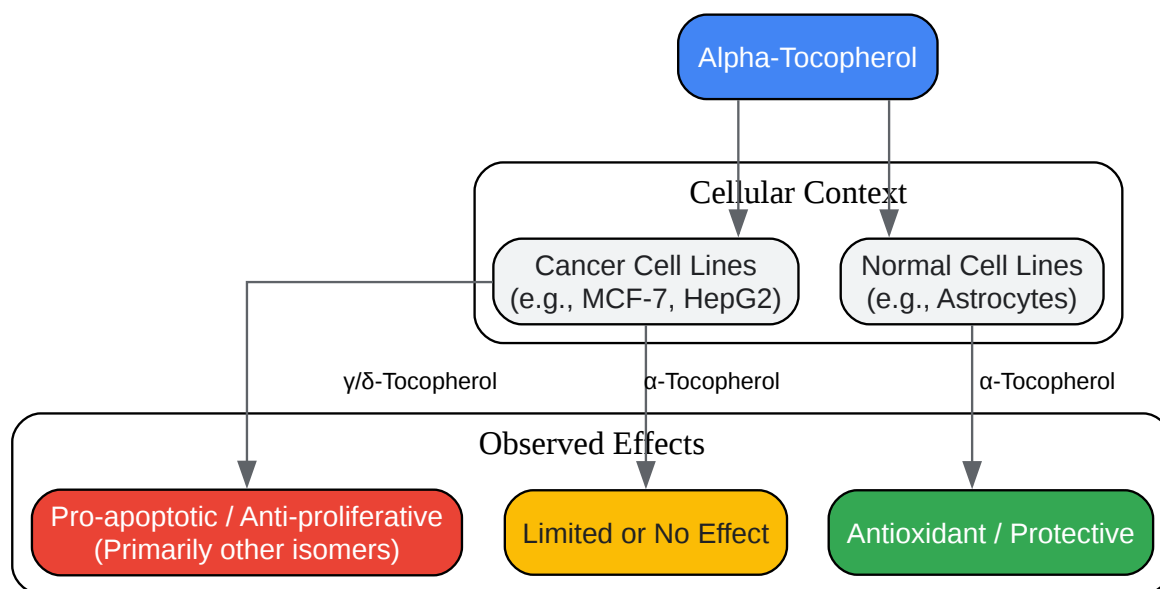 Alpha-Tocopherol
Cellular Context
Cancer Cell Lines
(e.g., MCF-7, HepG2)
Normal Cell Lines
(e.g., Astrocytes)
γ/δ-Tocopherol
α-Tocopherol
α-Tocopherol
Observed Effects
Pro-apoptotic / Anti-proliferative
(Primarily other isomers)
Limited or No Effect
Antioxidant / Protective